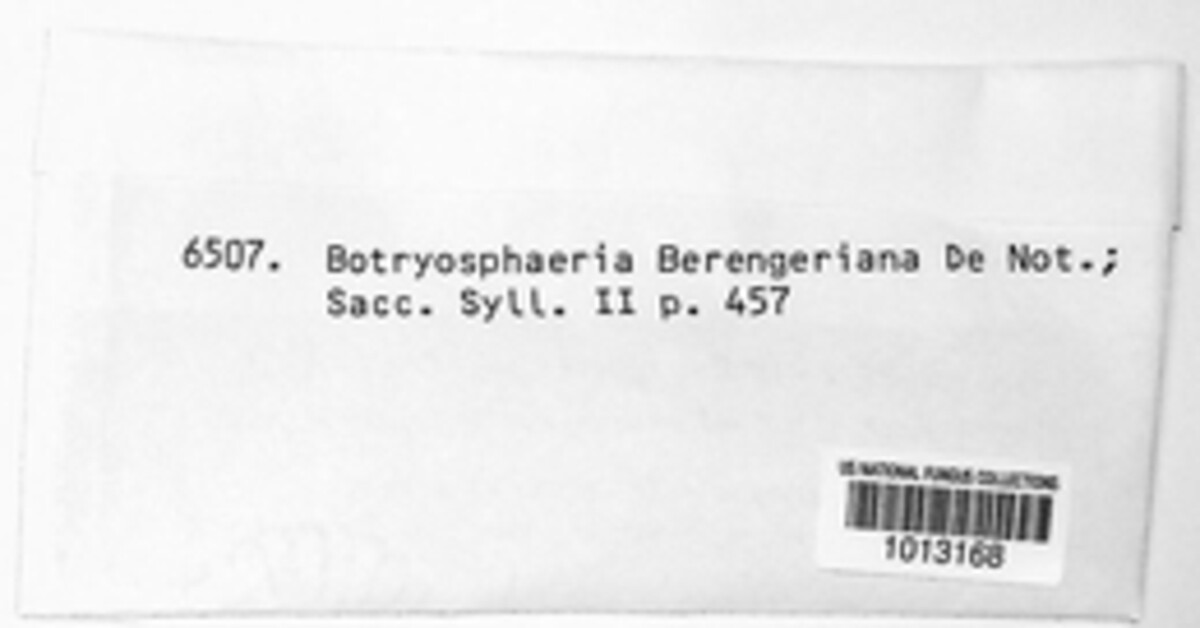 6507. Botryosphaeria Berengeriana De Not.;
Sacc. Syll. II p. 457
US NATIONAL FUNGUS COLLECTIONS
1013168